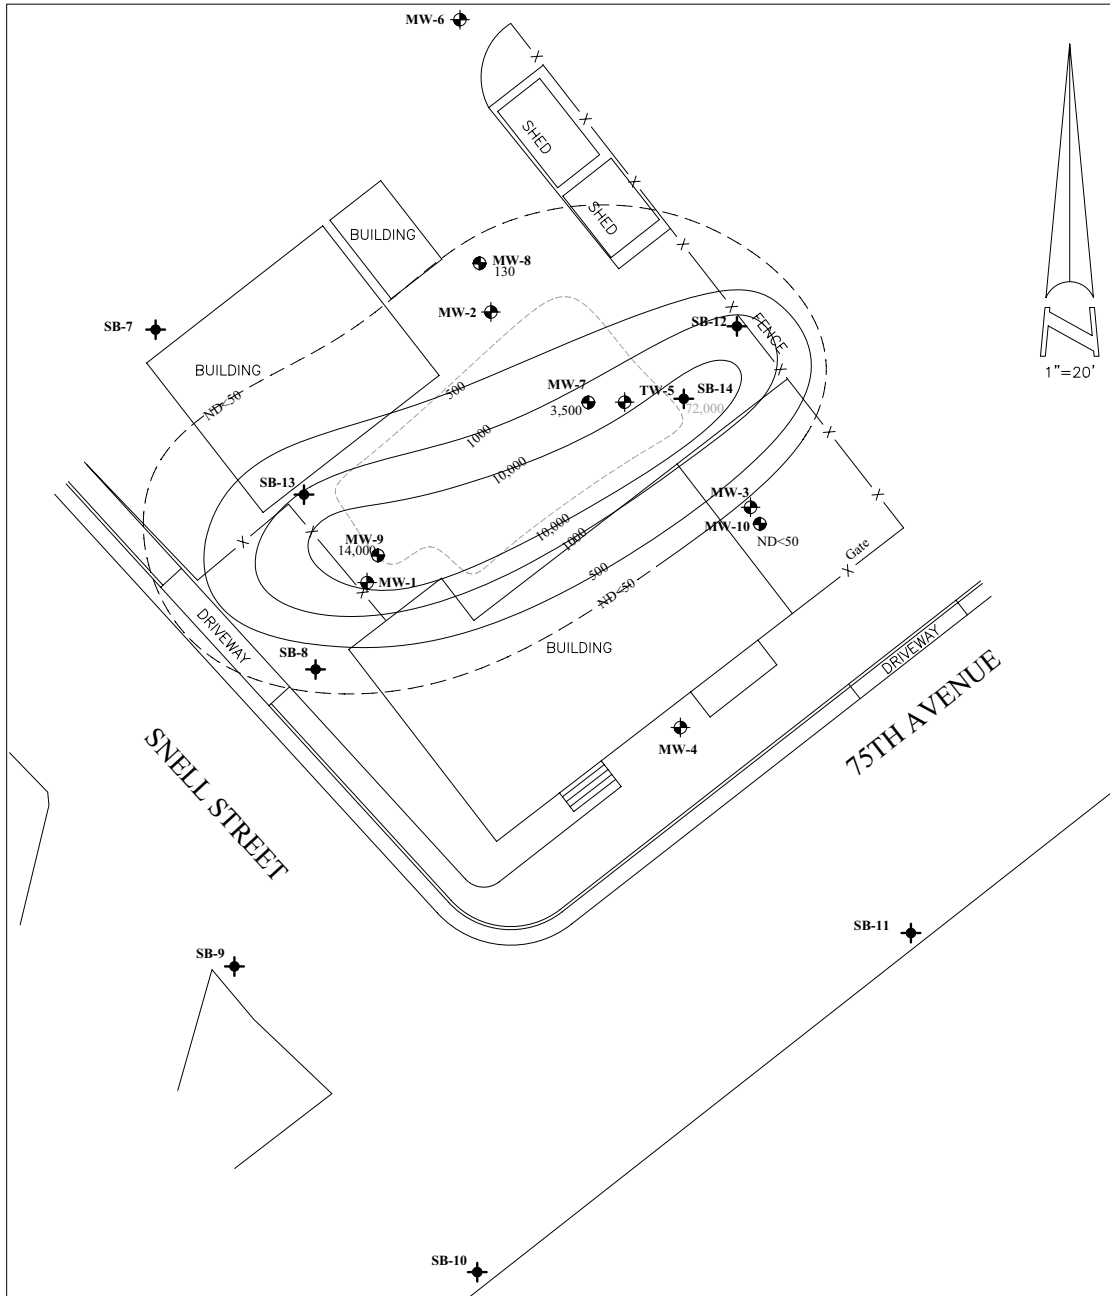 MW-6
SHED
SHED
1"=20'
BUILDING
MW-8
130
MW-2
SB-7
SB-12
FENCE
BUILDING
ND<50
500
MW-7
3,500
TW-5
SB-14
72,000
1000
10,000
SB-13
MW-3
MW-10
ND<50
Gate
MW-9
14,000
MW-1
10,000
1000
500
ND<50
DRIVEWAY
BUILDING
SB-8
DRIVEWAY
MW-4
75TH AVENUE
SNELL STREET
SB-11
SB-9
SB-10